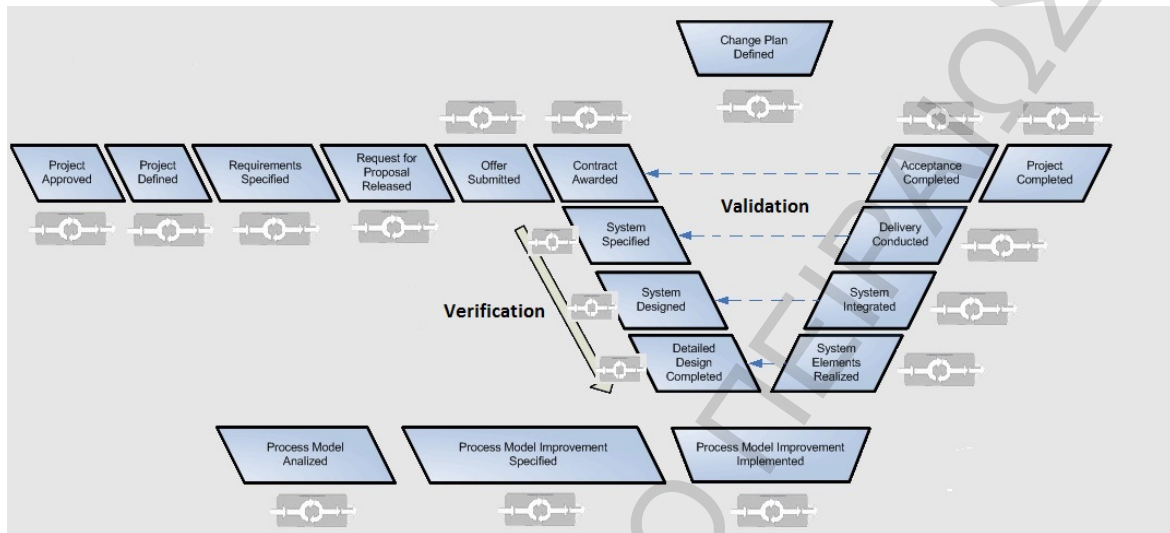 Change Plan
Defined
Project
Approved
Project
Defined
Requirements
Specified
Request for
Proposal
Released
Offer
Submitted
Contract
Awarded
Acceptance
Completed
Project
Completed
Validation
System
Specified
Delivery
Conducted
Verification
System
Designed
System
Integrated
Detailed
Design
Completed
System
Elements
Realized
Process Model
Analized
Process Model Improvement
Specified
Process Model Improvement
Implemented
Ο ΠΕΙΡΑΙΩΣ